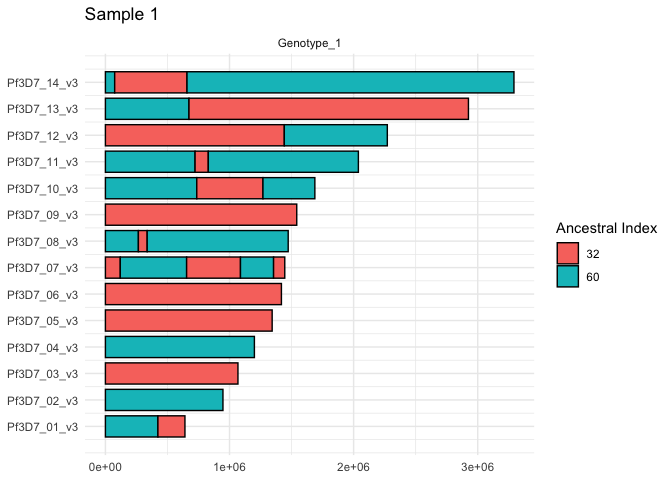 Sample 1
Genotype_1
Pf3D7_14_v3
Pf3D7_13_v3
Pf3D7_12_v3
Pf3D7_11_v3
Pf3D7_10_v3
Pf3D7_09_v3
Pf3D7_08_v3
Pf3D7_07_v3
Pf3D7_06_v3
Pf3D7_05_v3
Pf3D7_04_v3
Pf3D7_03_v3
Pf3D7_02_v3
Pf3D7_01_v3
0e+00 1e+06 2e+06 3e+06
Ancestral Index
32
60